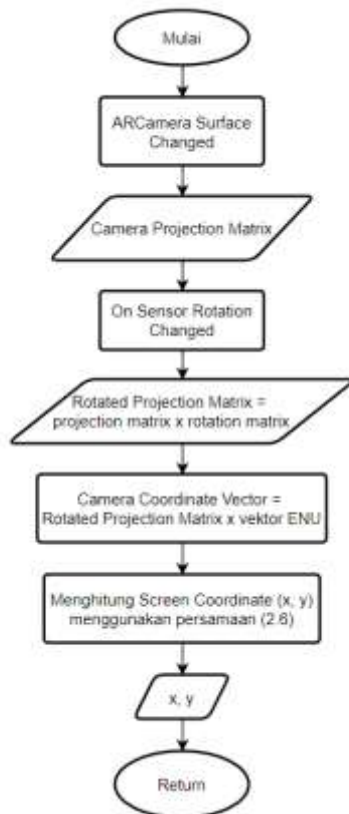 Mulai
ARCamera Surface
Changed
Camera Projection Matrix
On Sensor Rotation
Changed
Rotated Projection Matrix =
projection matrix x rotation matrix
Camera Coordinate Vector =
Rotated Projection Matrix x vektor ENU
Menghitung Screen Coordinate (x, y)
menggunakan persamaan (2.6)
x, y
Return